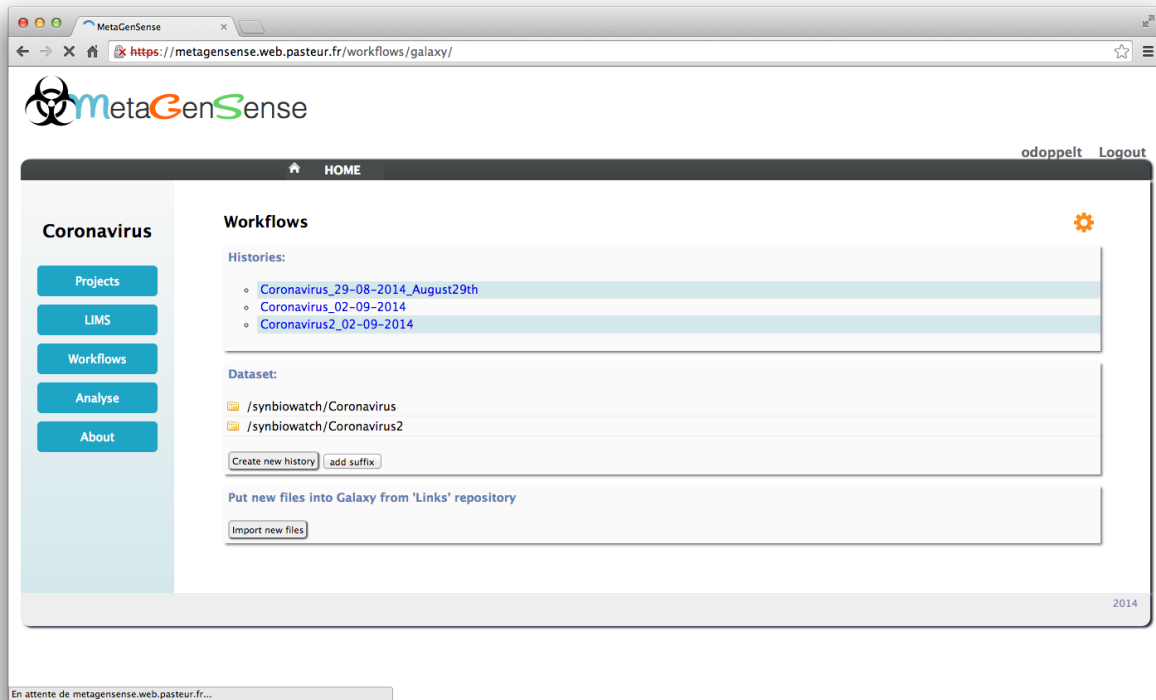 MetaGenSense
https://metagensense.web.pasteur.fr/workflows/galaxy/
MetaGenSense
odoppelt Logout
HOME
Coronavirus
Projects
LIMS
Workflows
Analyse
About
Workflows
Histories:
Coronavirus_29-08-2014_August29th
Coronavirus_02-09-2014
Coronavirus2_02-09-2014
Dataset:
/synbiowatch/Coronavirus
/synbiowatch/Coronavirus2
Create new history add suffix
Put new files into Galaxy from 'Links' repository
Import new files
2014
En attente de metagensense.web.pasteur.fr...